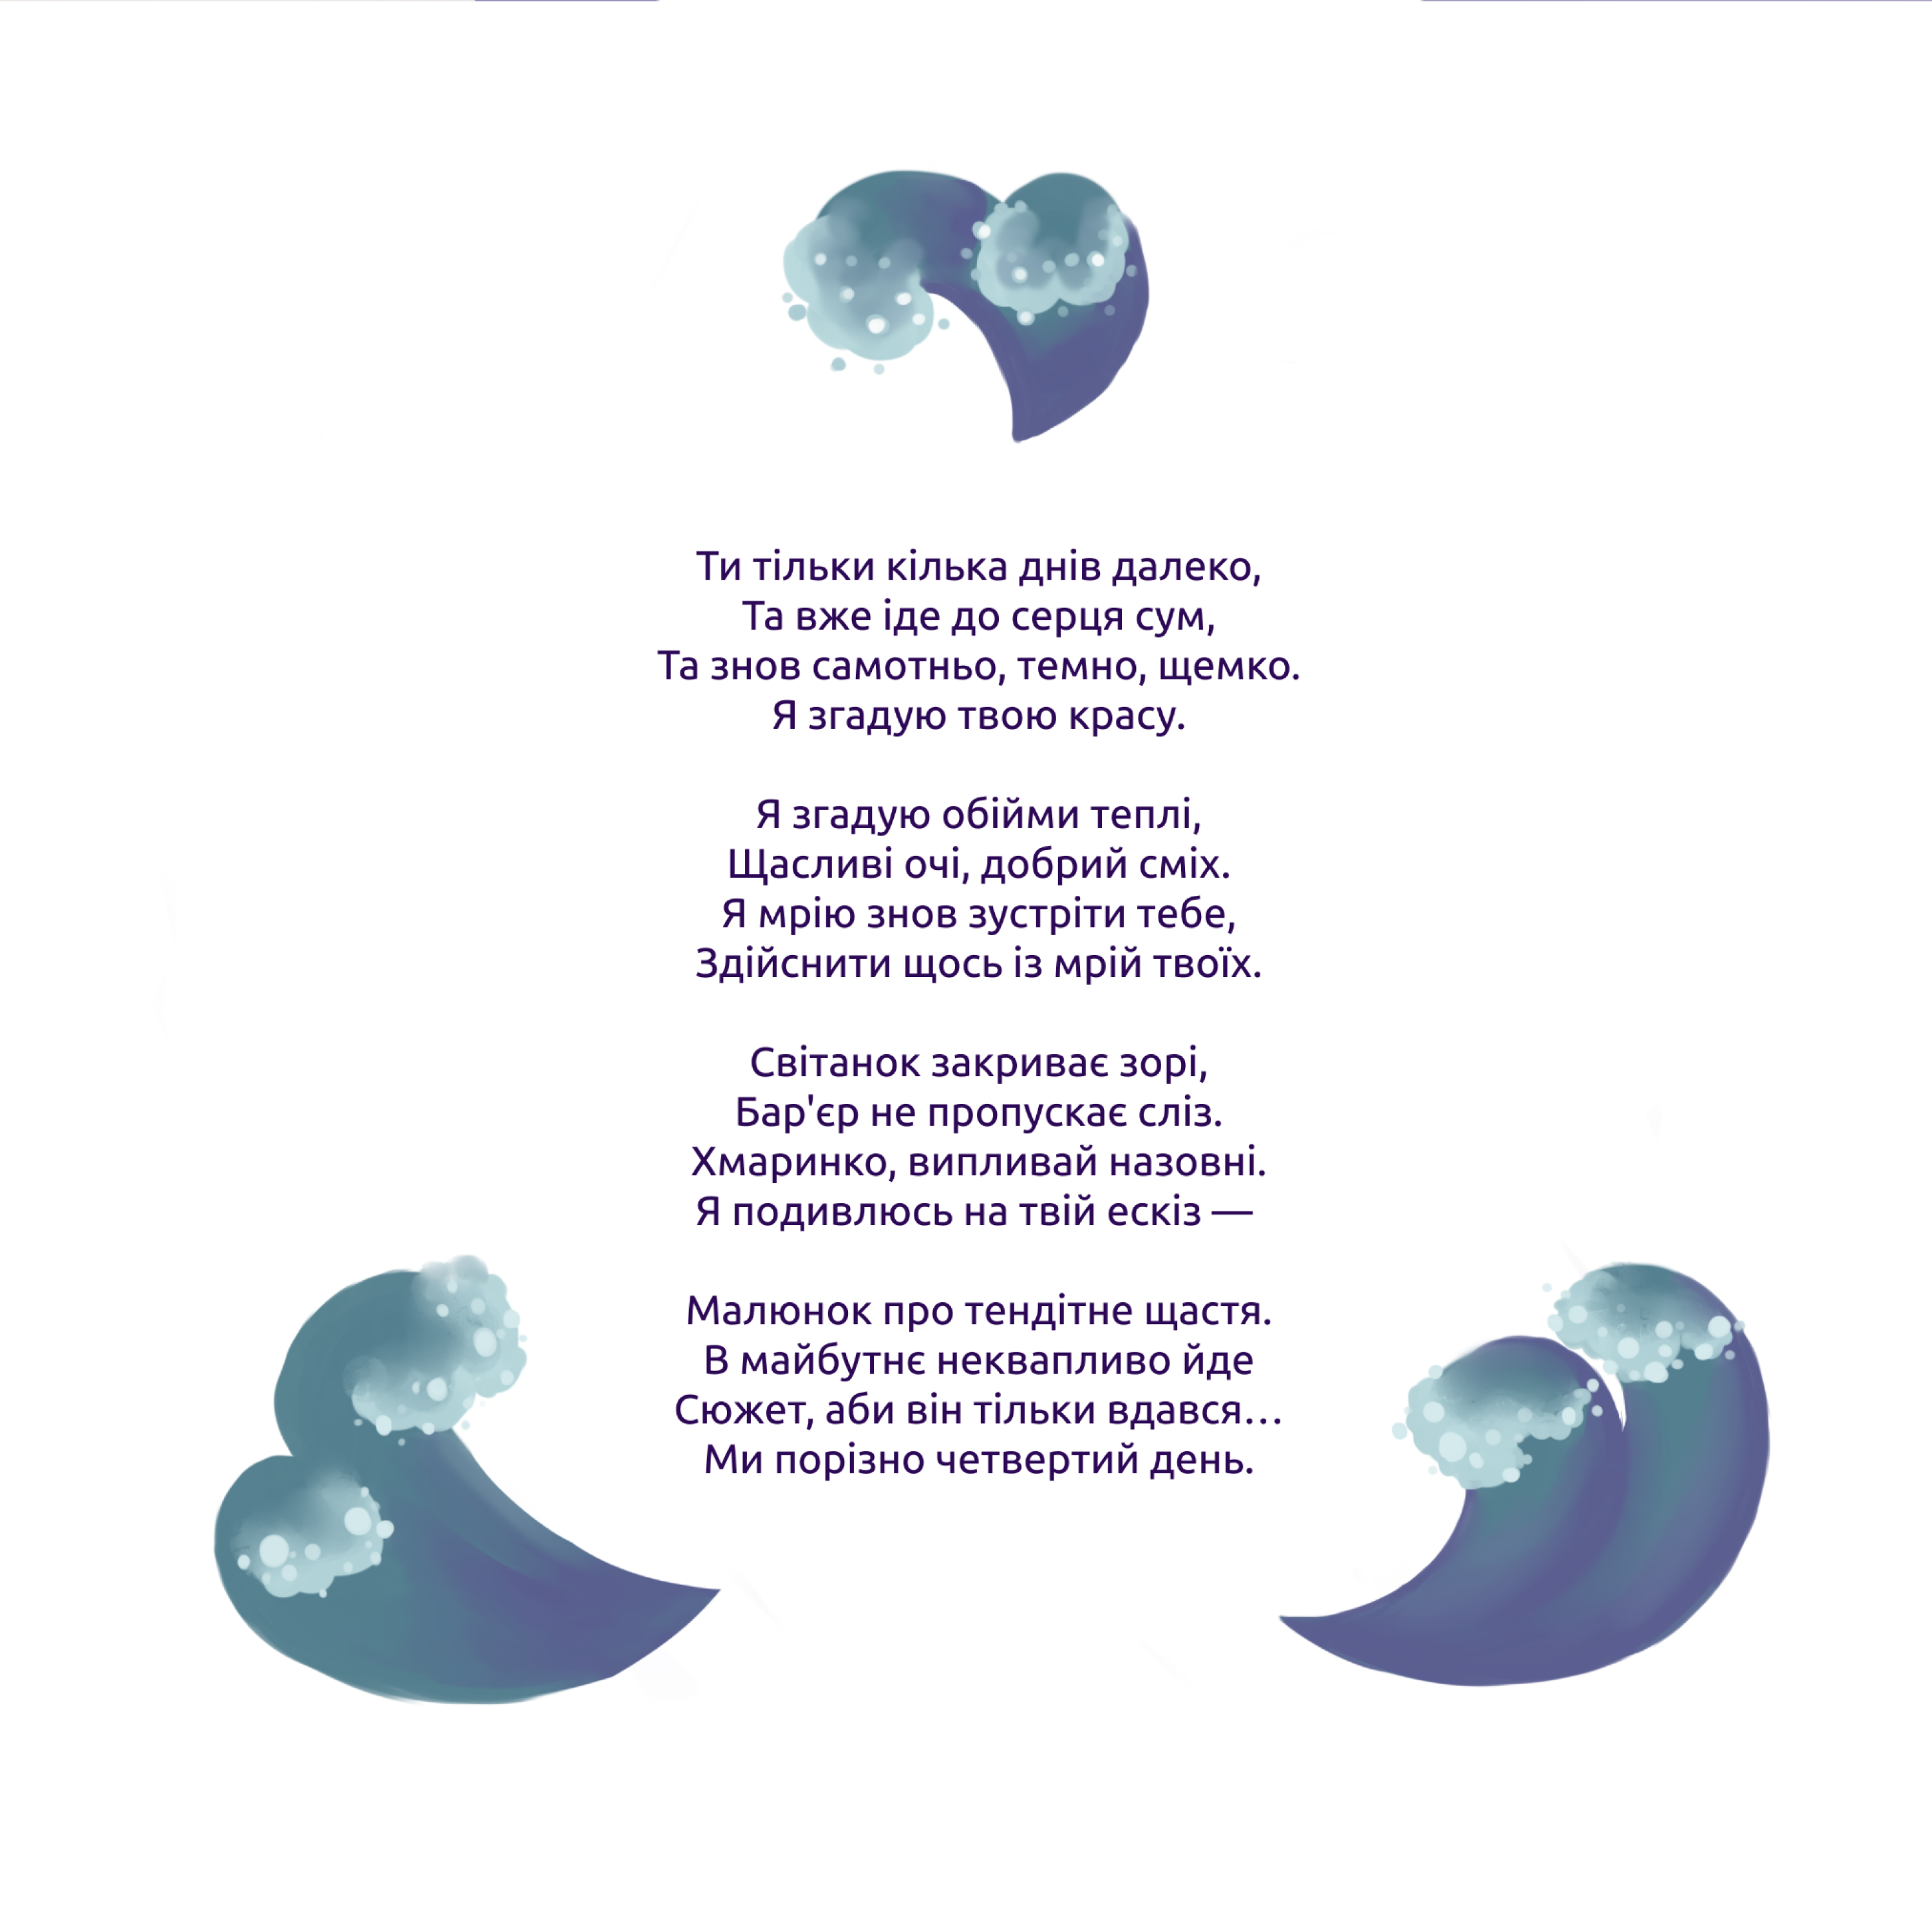 Ти тільки кілька днів далеко,
Та вже іде до серця сум,
Та знов самотньо, темно, щемко.
Я згадую твою красу.

Я згадую обійми теплі,
Щасливі очі, добрий сміх.
Я мрію знов зустріти тебе,
Здійснити щось із мрій твоїх.

Світанок закриває зорі,
Бар'єр не пропускає сліз.
Хмаринко, випливай назовні.
Я подивлюсь на твій ескіз —

Малюнок про тендітне щастя.
В майбутнє неквапливо йде
Сюжет, аби він тільки вдався…
Ми порізно четвертий день.